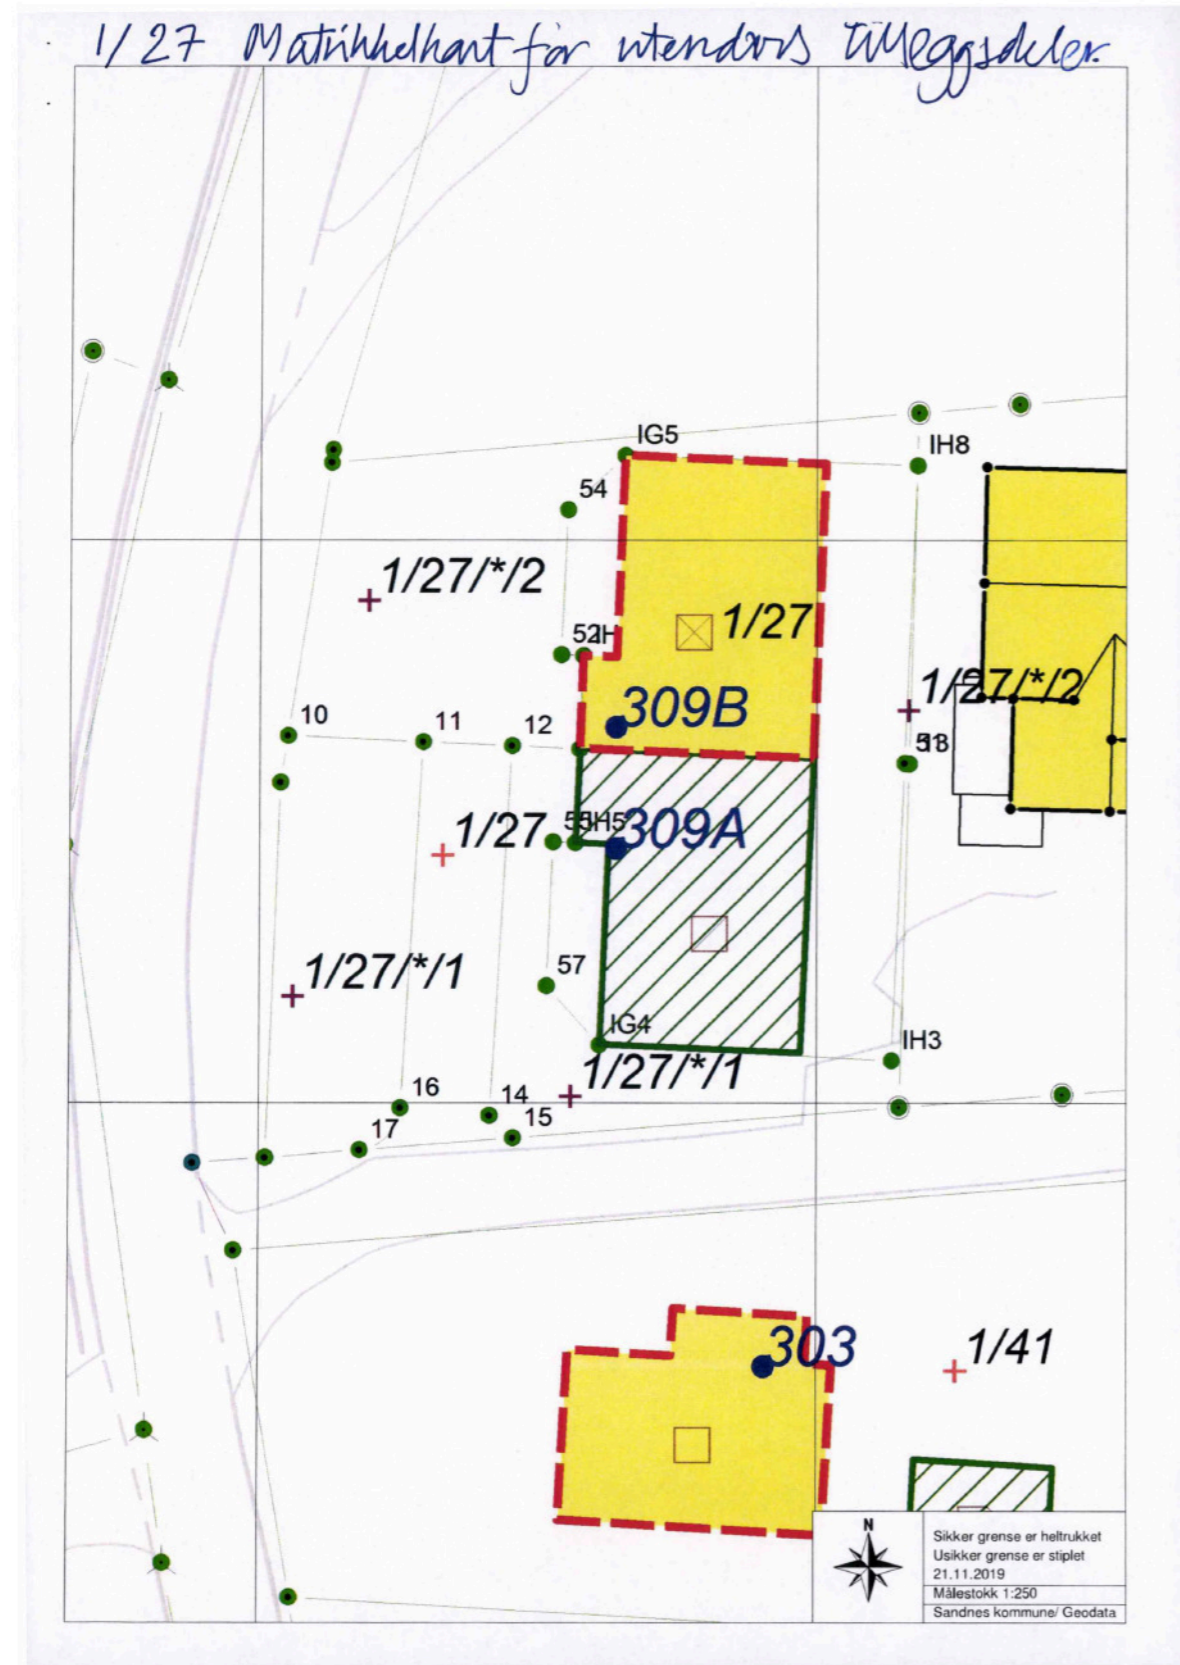 1/27 Matrikkelkart for utendørs tilleggsdeler.
IG5
IH8
54
1/27/*/2
1/27
309B
1/27/*/2
10
11
12
1/27
309A
57
1/27/*/1
IG4
IH3
1/27/*/1
16
14
15
17
303
1/41
N
Sikker grense er heltrukket
Usikker grense er stiplet
21.11.2019
Målestokk 1:250
Sandnes kommune/ Geodata